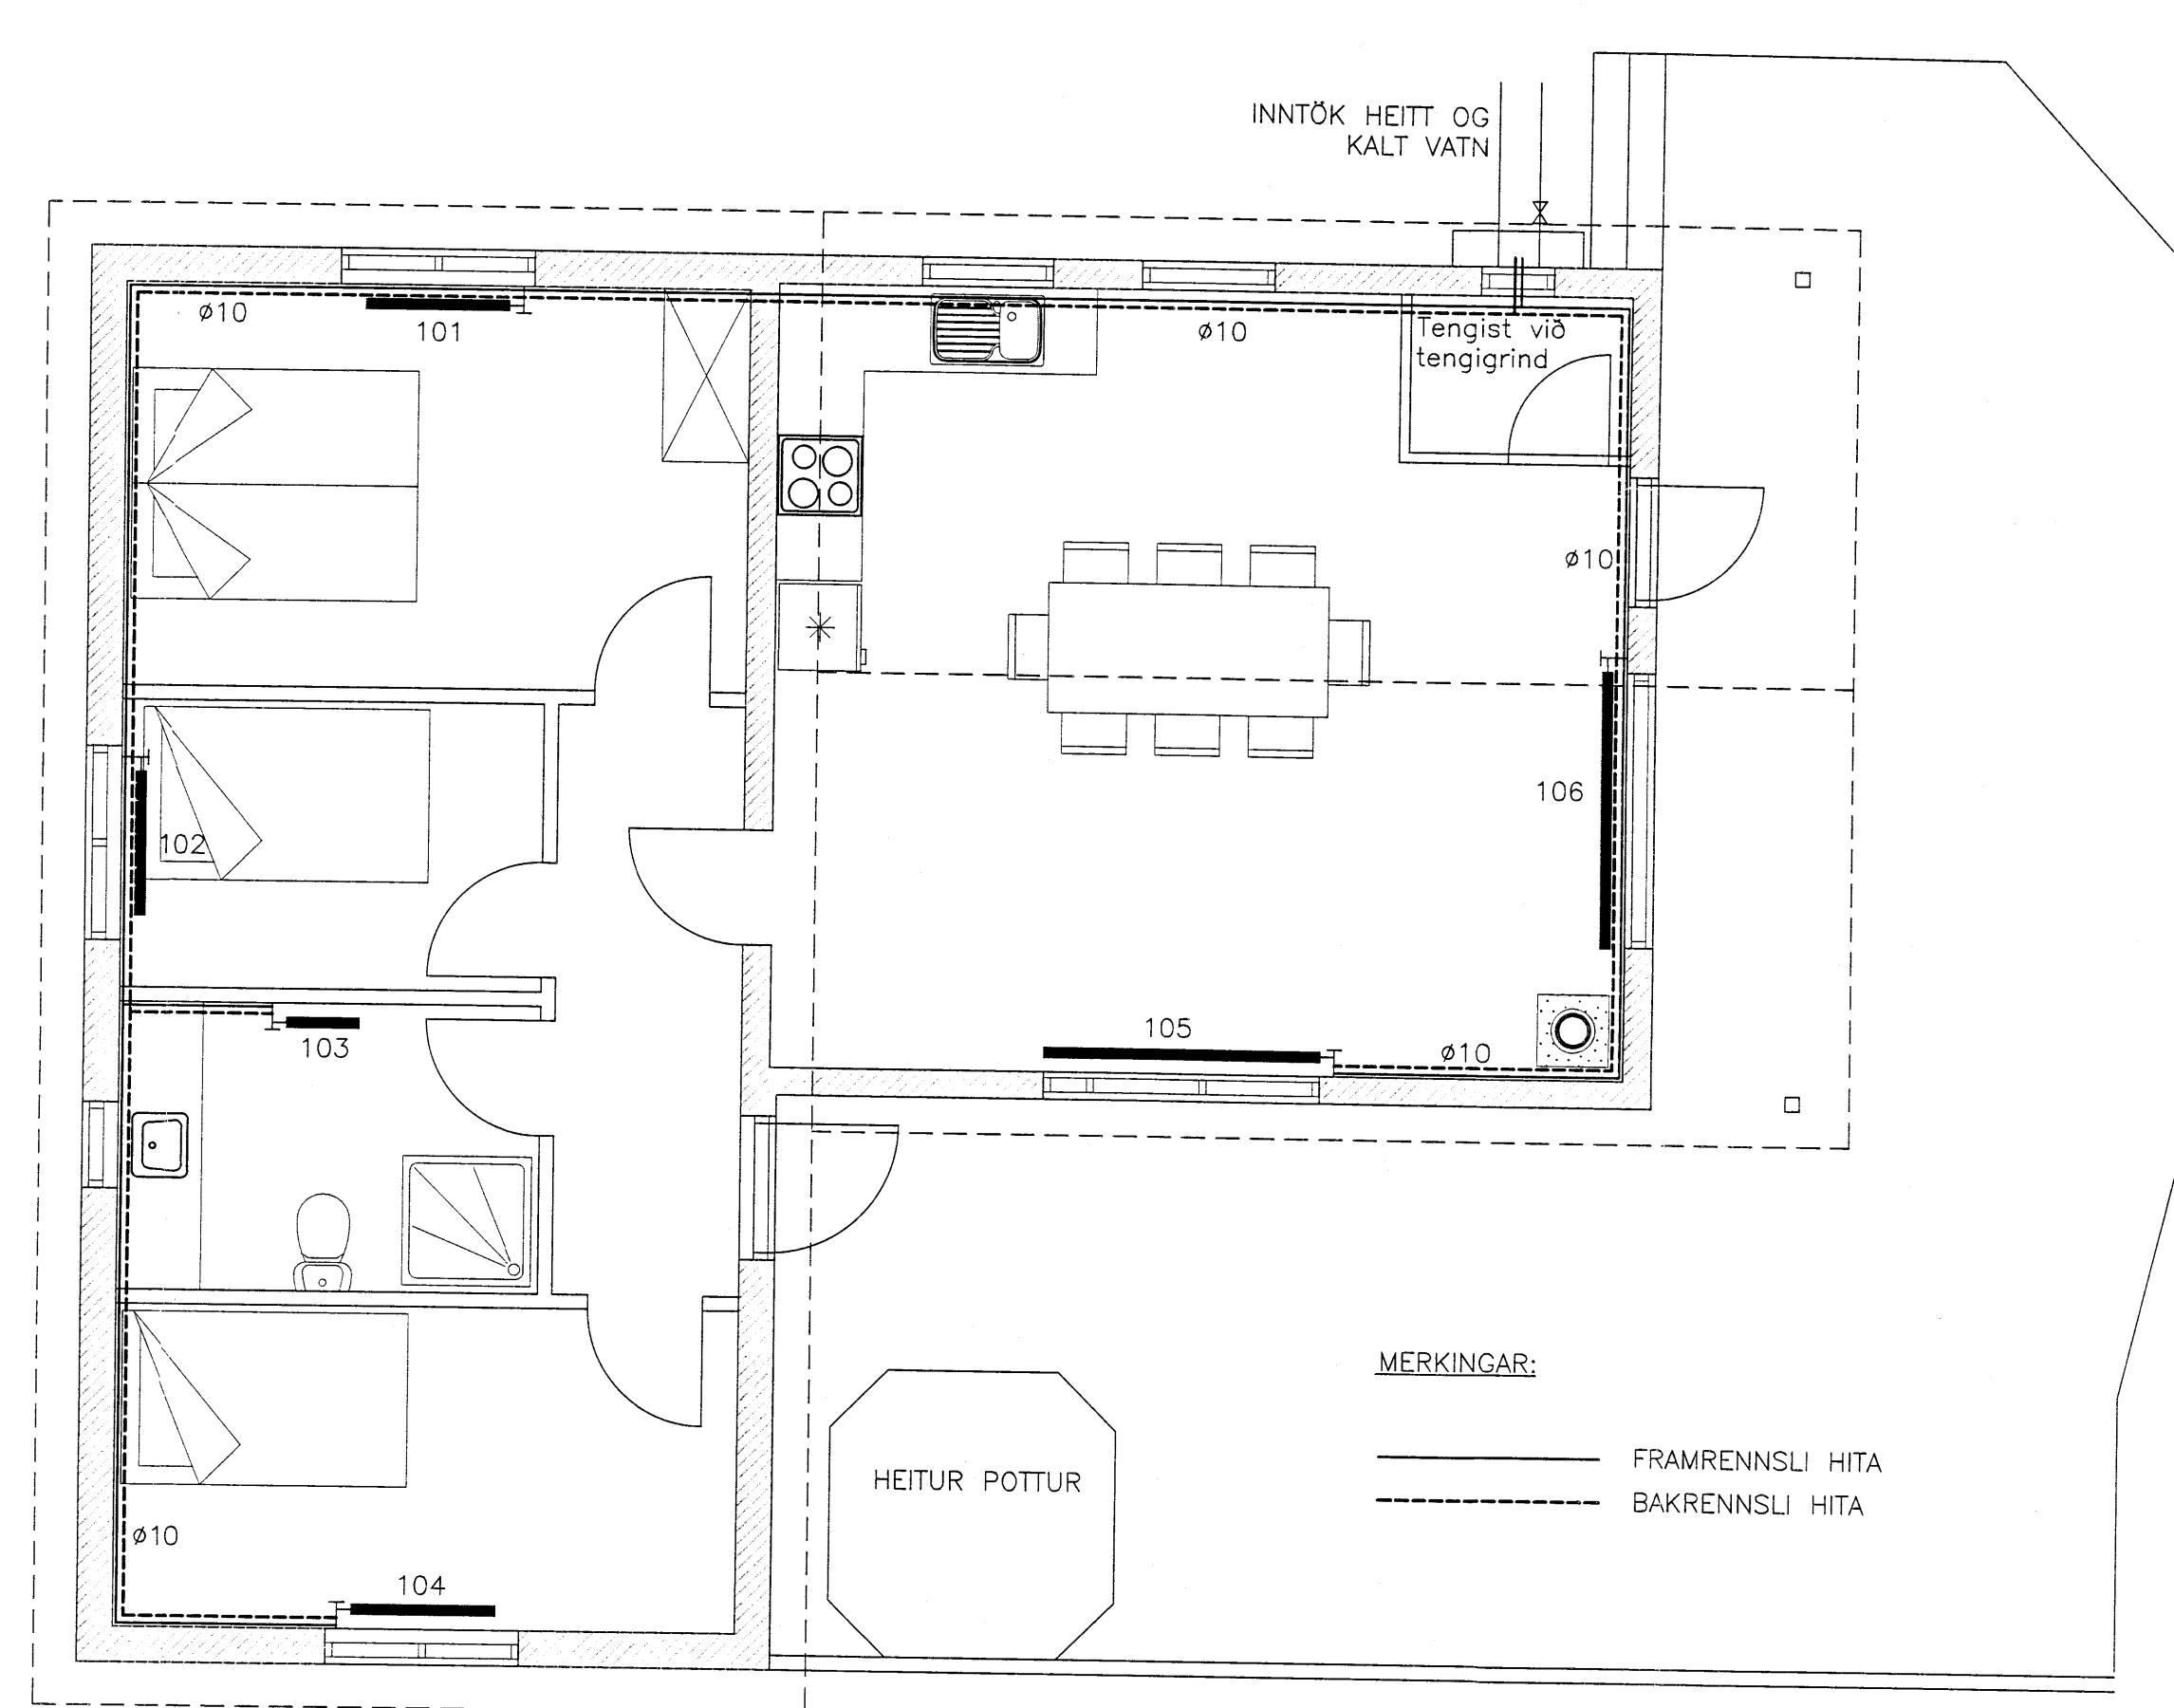 INNTÖK HEITT OG
KALT VATN
ø10
101
ø10
Tengist við
tengigrind
ø10
102
106
103
105
ø10
MERKINGAR:
HEITUR POTTUR
FRAMRENNSLI HITA
BAKRENNSLI HITA
ø10
104